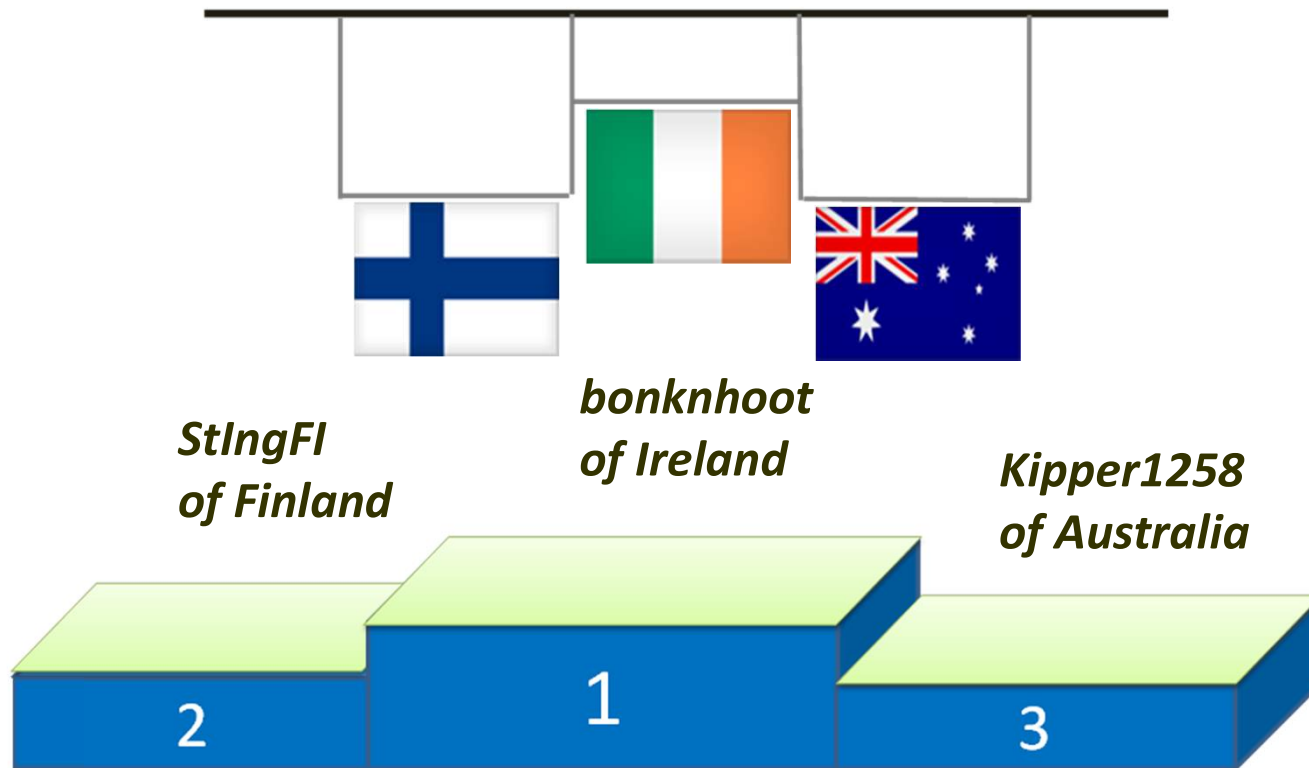 StIngFI
of Finland
bonknhoot
of Ireland
Kipper1258
of Australia
2
1
3